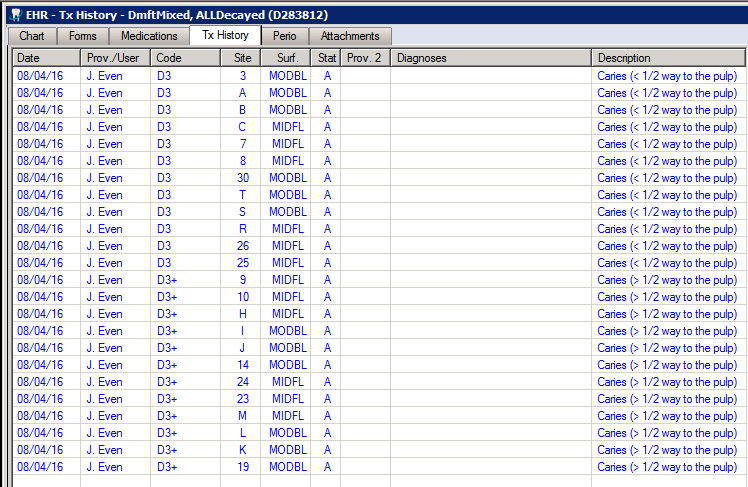 EHR - Tx History - DmftMixed, ALLDecayed (D283812)
Chart Forms Medications Tx History Perio Attachments
Date Prov./User Code Site Surf. Stat Prov. 2 Diagnoses Description
08/04/16 J. Even D3 3 MODBL A Caries (< 1/2 way to the pulp)
08/04/16 J. Even D3 A MODBL A Caries (< 1/2 way to the pulp)
08/04/16 J. Even D3 B MODBL A Caries (< 1/2 way to the pulp)
08/04/16 J. Even D3 C MIDFL A Caries (< 1/2 way to the pulp)
08/04/16 J. Even D3 7 MIDFL A Caries (< 1/2 way to the pulp)
08/04/16 J. Even D3 8 MIDFL A Caries (< 1/2 way to the pulp)
08/04/16 J. Even D3 30 MODBL A Caries (< 1/2 way to the pulp)
08/04/16 J. Even D3 T MODBL A Caries (< 1/2 way to the pulp)
08/04/16 J. Even D3 S MODBL A Caries (< 1/2 way to the pulp)
08/04/16 J. Even D3 R MIDFL A Caries (< 1/2 way to the pulp)
08/04/16 J. Even D3 26 MIDFL A Caries (< 1/2 way to the pulp)
08/04/16 J. Even D3 25 MIDFL A Caries (< 1/2 way to the pulp)
08/04/16 J. Even D3+ 9 MIDFL A Caries (> 1/2 way to the pulp)
08/04/16 J. Even D3+ 10 MIDFL A Caries (> 1/2 way to the pulp)
08/04/16 J. Even D3+ H MIDFL A Caries (> 1/2 way to the pulp)
08/04/16 J. Even D3+ I MODBL A Caries (> 1/2 way to the pulp)
08/04/16 J. Even D3+ J MODBL A Caries (> 1/2 way to the pulp)
08/04/16 J. Even D3+ 14 MODBL A Caries (> 1/2 way to the pulp)
08/04/16 J. Even D3+ 24 MIDFL A Caries (> 1/2 way to the pulp)
08/04/16 J. Even D3+ 23 MIDFL A Caries (> 1/2 way to the pulp)
08/04/16 J. Even D3+ M MIDFL A Caries (> 1/2 way to the pulp)
08/04/16 J. Even D3+ L MODBL A Caries (> 1/2 way to the pulp)
08/04/16 J. Even D3+ K MODBL A Caries (> 1/2 way to the pulp)
08/04/16 J. Even D3+ 19 MODBL A Caries (> 1/2 way to the pulp)